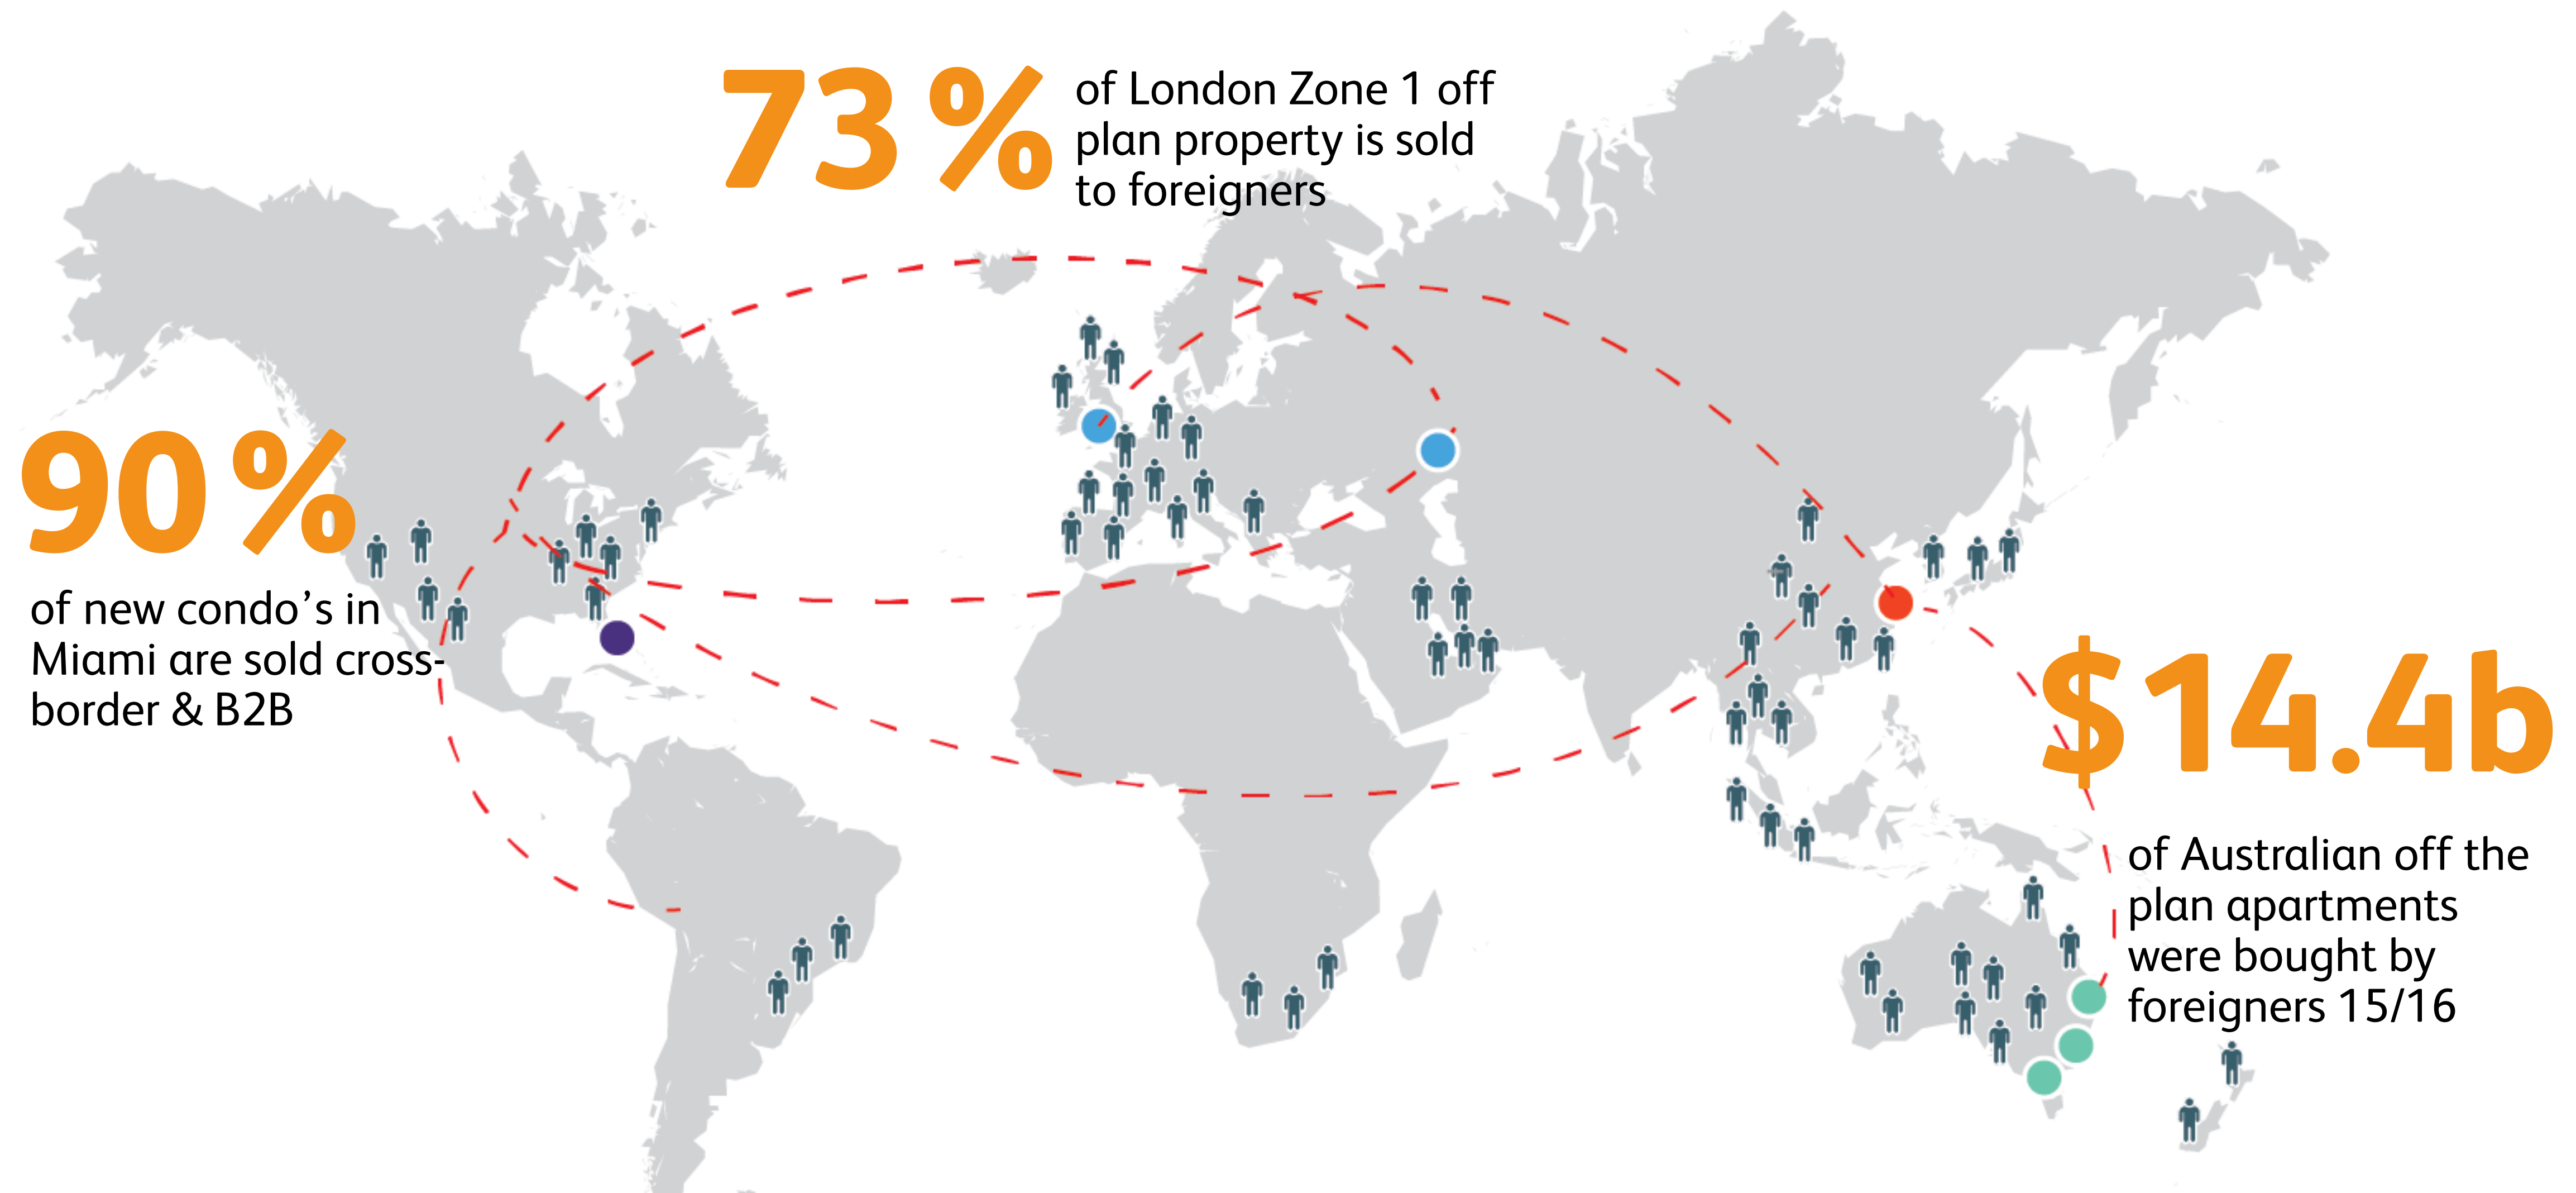 73%
of London Zone 1 off
plan property is sold
to foreigners
90%
of new condo's in
Miami are sold cross-
border & B2B
$14.4b
of Australian off the
plan apartments
were bought by
foreigners 15/16